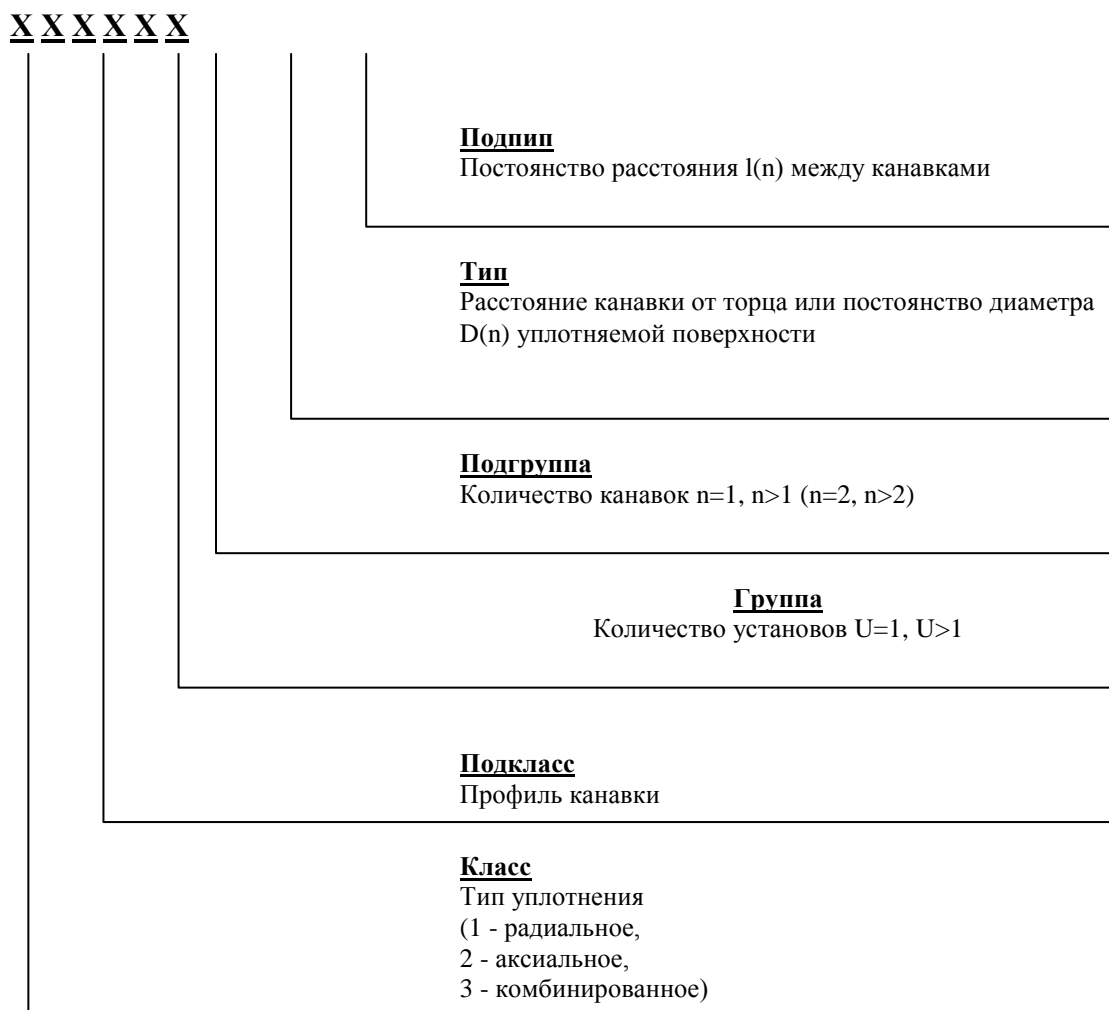 X X X X X X
Подпип
Постоянство расстояния l(n) между канавками
Тип
Расстояние канавки от торца или постоянство диаметра
D(n) уплотняемой поверхности
Подгруппа
Количество канавок n=1, n>1 (n=2, n>2)
Группа
Количество установов U=1, U>1
Подкласс
Профиль канавки
Класс
Тип уплотнения
(1 - радиальное,
2 - аксиальное,
3 - комбинированное)